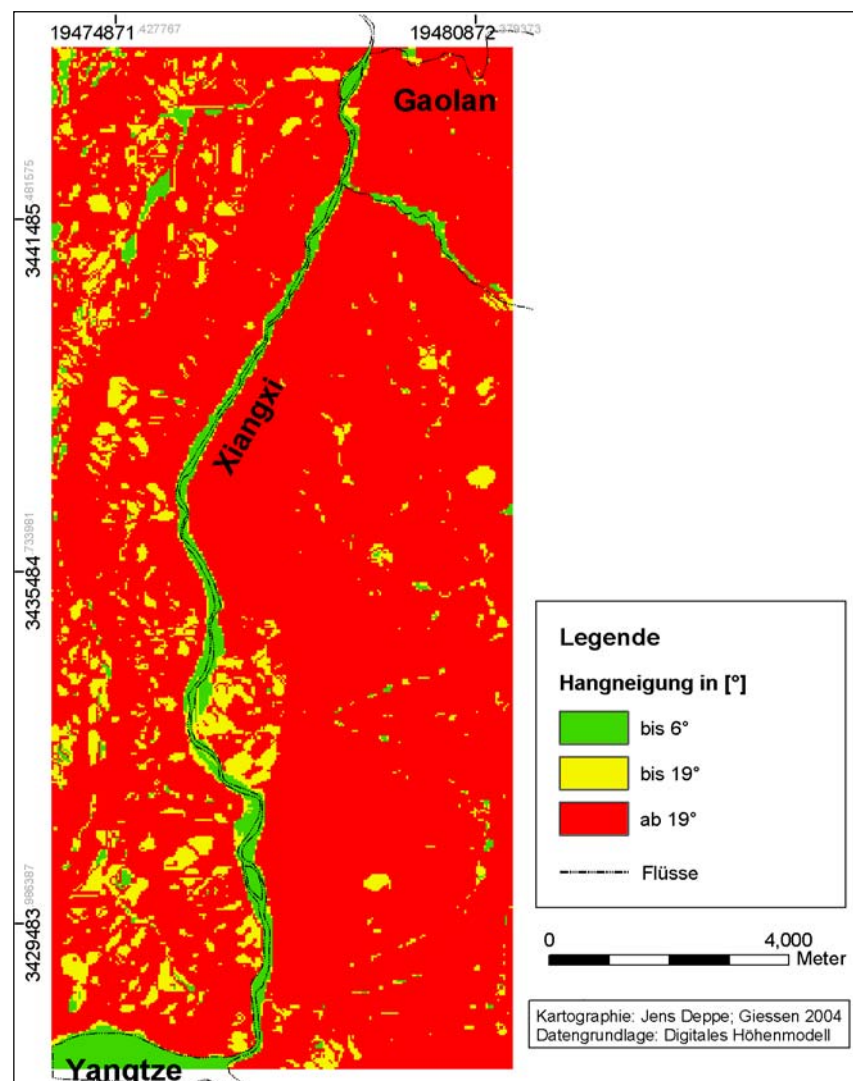 19474871.427767
19480872.379373
Gaolan
3441485.481575
Xiangxi
3435484.733981
3429483.986387
Yangtze
Legende
Hangneigung in [°]
bis 6°
bis 19°
ab 19°
Flüsse
0 4,000
Meter
Kartographie: Jens Deppe; Giessen 2004
Datengrundlage: Digitales Höhenmodell